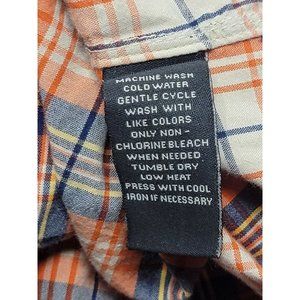 MACHINE WASH
COLD WATER
GENTLE CYCLE
WASH WITH
LIKE COLORS
ONLY NON -
CHLORINE BLEACH
WHEN NEEDED
TUMBLE DRY
LOW HEAT
PRESS WITH COOL
IRON IF NECESSARY